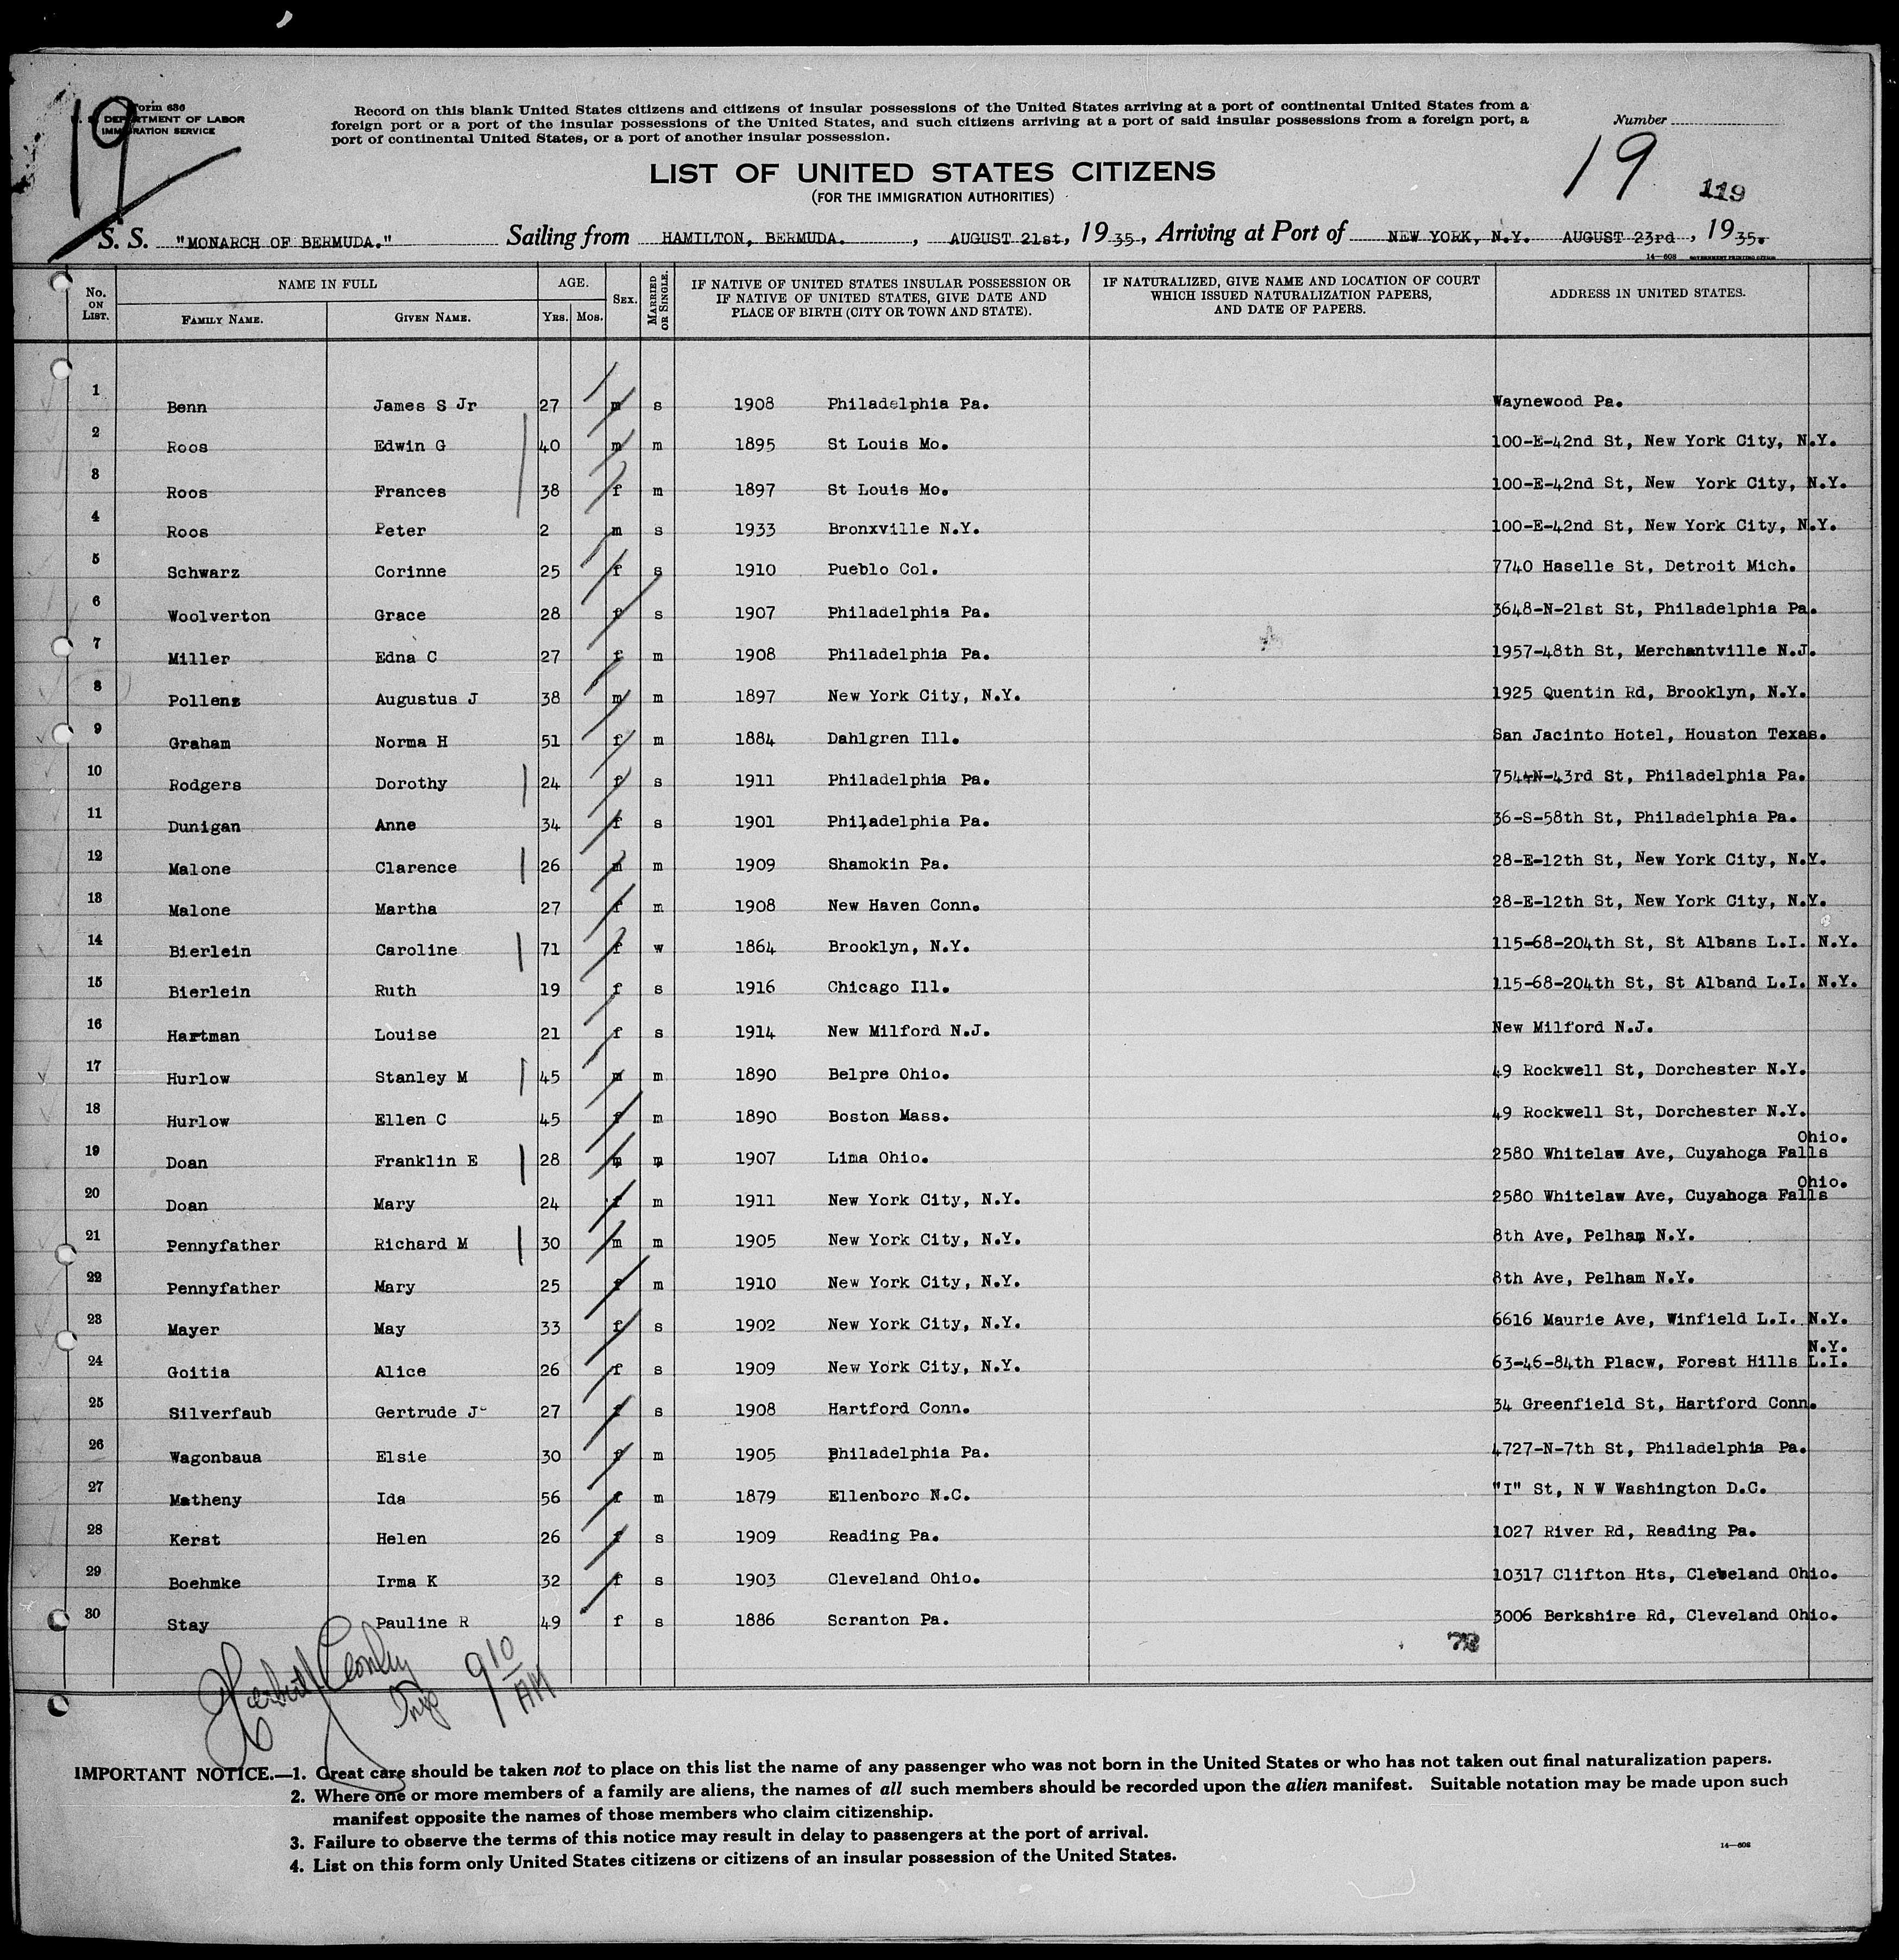 Form 636
U. S. DEPARTMENT OF LABOR
IMMIGRATION SERVICE
19
Record on this blank United States citizens and citizens of insular possessions of the United States arriving at a port of continental United States from a
foreign port or a port of the insular possessions of the United States, and such citizens arriving at a port of said insular possessions from a foreign port, a
port of continental United States, or a port of another insular possession.
Number
19 119
LIST OF UNITED STATES CITIZENS
(FOR THE IMMIGRATION AUTHORITIES)
S. S. "MONARCH OF BERMUDA." Sailing from HAMILTON, BERMUDA. , AUGUST 21st, 1935, Arriving at Port of NEW YORK, N.Y. AUGUST 23rd, 1935.
14—608 GOVERNMENT PRINTING OFFICE
No. ON LIST. NAME IN FULL AGE. SEX. MARRIED OR SINGLE. IF NATIVE OF UNITED STATES INSULAR POSSESSION OR IF NATIVE OF UNITED STATES, GIVE DATE AND PLACE OF BIRTH (CITY OR TOWN AND STATE). IF NATURALIZED, GIVE NAME AND LOCATION OF COURT WHICH ISSUED NATURALIZATION PAPERS, AND DATE OF PAPERS. ADDRESS IN UNITED STATES.
FAMILY NAME. GIVEN NAME. YRS. MOS.
1 Benn James S Jr 27 m s 1908 Philadelphia Pa. Waynewood Pa.
2 Roos Edwin G 40 m m 1895 St Louis Mo. 100-E-42nd St, New York City, N.Y.
3 Roos Frances 38 f m 1897 St Louis Mo. 100-E-42nd St, New York City, N.Y.
4 Roos Peter 2 m s 1933 Bronxville N.Y. 100-E-42nd St, New York City, N.Y.
5 Schwarz Corinne 25 f s 1910 Pueblo Col. 7740 Haselle St, Detroit Mich.
6 Woolverton Grace 28 f s 1907 Philadelphia Pa. 3648-N-21st St, Philadelphia Pa.
7 Miller Edna C 27 f m 1908 Philadelphia Pa. 1957-48th St, Merchantville N.J.
8 Pollenz Augustus J 38 m m 1897 New York City, N.Y. 1925 Quentin Rd, Brooklyn, N.Y.
9 Graham Norma H 51 f m 1884 Dahlgren Ill. San Jacinto Hotel, Houston Texas.
10 Rodgers Dorothy 24 f s 1911 Philadelphia Pa. 7544N-43rd St, Philadelphia Pa.
11 Dunigan Anne 34 f s 1901 Philadelphia Pa. 36-S-58th St, Philadelphia Pa.
12 Malone Clarence 26 m m 1909 Shamokin Pa. 28-E-12th St, New York City, N.Y.
13 Malone Martha 27 f m 1908 New Haven Conn. 28-E-12th St, New York City, N.Y.
14 Bierlein Caroline 71 f w 1864 Brooklyn, N.Y. 115-68-204th St, St Albans L.I. N.Y.
15 Bierlein Ruth 19 f s 1916 Chicago Ill. 115-68-204th St, St Alband L.I. N.Y.
16 Hartman Louise 21 f s 1914 New Milford N.J. New Milford N.J.
17 Hurlow Stanley M 45 m m 1890 Belpre Ohio. 49 Rockwell St, Dorchester N.Y.
18 Hurlow Ellen C 45 f m 1890 Boston Mass. 49 Rockwell St, Dorchester N.Y.
19 Doan Franklin E 28 m m 1907 Lima Ohio. 2580 Whitelaw Ave, Cuyahoga Falls Ohio.
20 Doan Mary 24 f m 1911 New York City, N.Y. 2580 Whitelaw Ave, Cuyahoga Falls Ohio.
21 Pennyfather Richard M 30 m m 1905 New York City, N.Y. 8th Ave, Pelham N.Y.
22 Pennyfather Mary 25 f m 1910 New York City, N.Y. 8th Ave, Pelham N.Y.
23 Mayer May 33 f s 1902 New York City, N.Y. 6616 Maurie Ave, Winfield L.I. N.Y.
24 Goitia Alice 26 f s 1909 New York City, N.Y. 63-46-84th Placw, Forest Hills L.I. N.Y.
25 Silverfaub Gertrude J 27 f s 1908 Hartford Conn. 34 Greenfield St, Hartford Conn.
26 Wagonbaua Elsie 30 f m 1905 Philadelphia Pa. 4727-N-7th St, Philadelphia Pa.
27 Matheny Ida 56 f m 1879 Ellenboro N.C. "I" St, N W Washington D.C.
28 Kerst Helen 26 f s 1909 Reading Pa. 1027 River Rd, Reading Pa.
29 Boehmke Irma K 32 f s 1903 Cleveland Ohio. 10317 Clifton Hts, Cleveland Ohio.
30 Stay Pauline R 49 f s 1886 Scranton Pa. 3006 Berkshire Rd, Cleveland Ohio.
9 10 AM
IMPORTANT NOTICE.—1. Great care should be taken not to place on this list the name of any passenger who was not born in the United States or who has not taken out final naturalization papers.
2. Where one or more members of a family are aliens, the names of all such members should be recorded upon the alien manifest. Suitable notation may be made upon such
manifest opposite the names of those members who claim citizenship.
3. Failure to observe the terms of this notice may result in delay to passengers at the port of arrival.
4. List on this form only United States citizens or citizens of an insular possession of the United States.
14—608